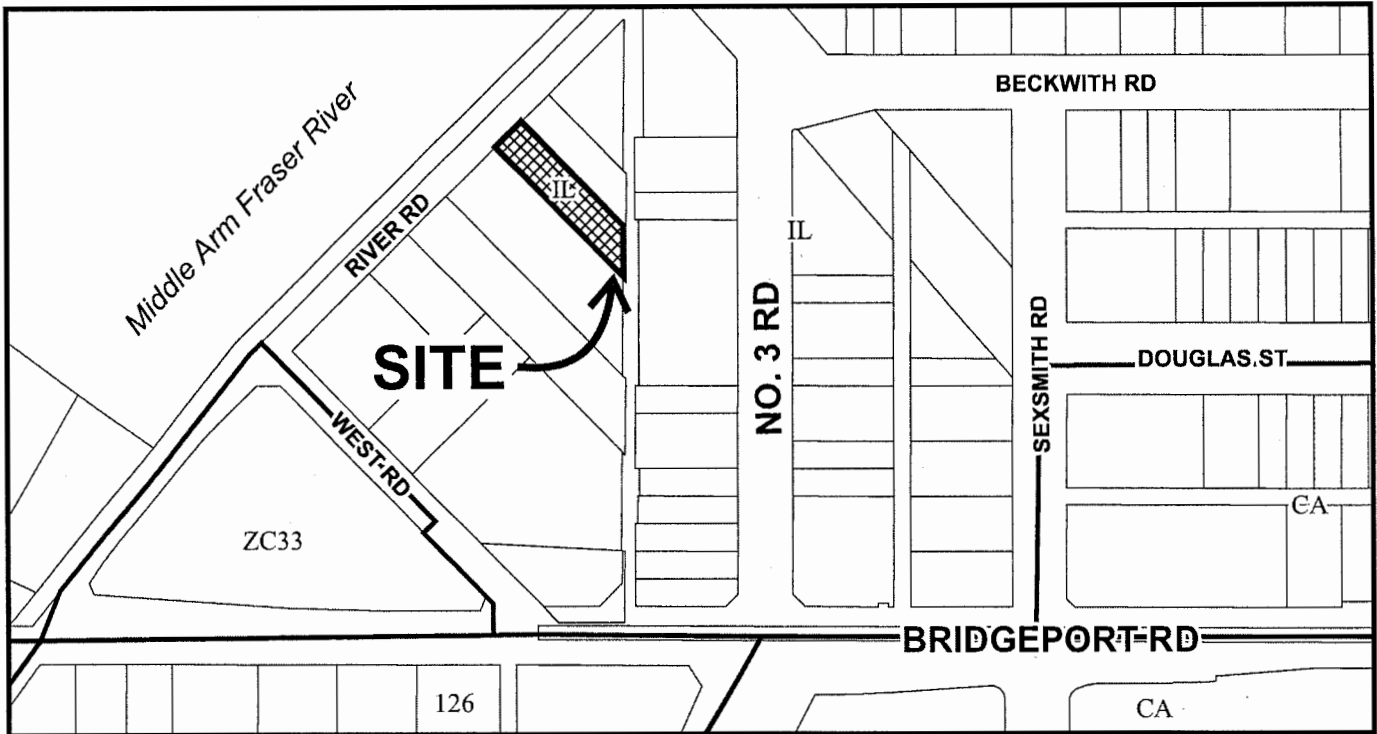 BECKWITH RD
Middle Arm Fraser River
IL
RIVER RD
IL
NO. 3 RD
SITE
SEXSMITH RD
DOUGLAS.ST
WEST-RD
CA
ZC33
BRIDGEPORT-RD
126
CA